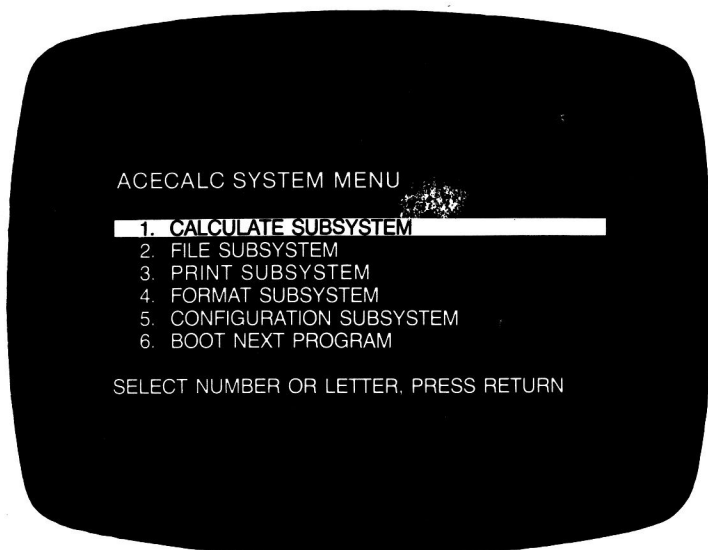 ACECALC SYSTEM MENU
1. CALCULATE SUBSYSTEM
2. FILE SUBSYSTEM
3. PRINT SUBSYSTEM
4. FORMAT SUBSYSTEM
5. CONFIGURATION SUBSYSTEM
6. BOOT NEXT PROGRAM
SELECT NUMBER OR LETTER, PRESS RETURN